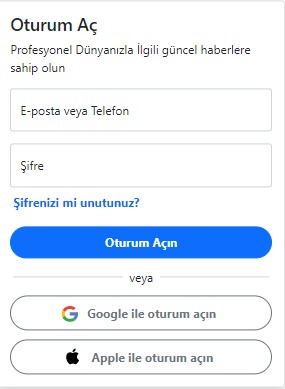 Oturum Aç
Profesyonel Dünyanızla İlgili güncel haberlere
sahip olun
E-posta veya Telefon
Şifre
Şifrenizi mi unutunuz?
Oturum Açın
veya
Google ile oturum açın
Apple ile oturum açın